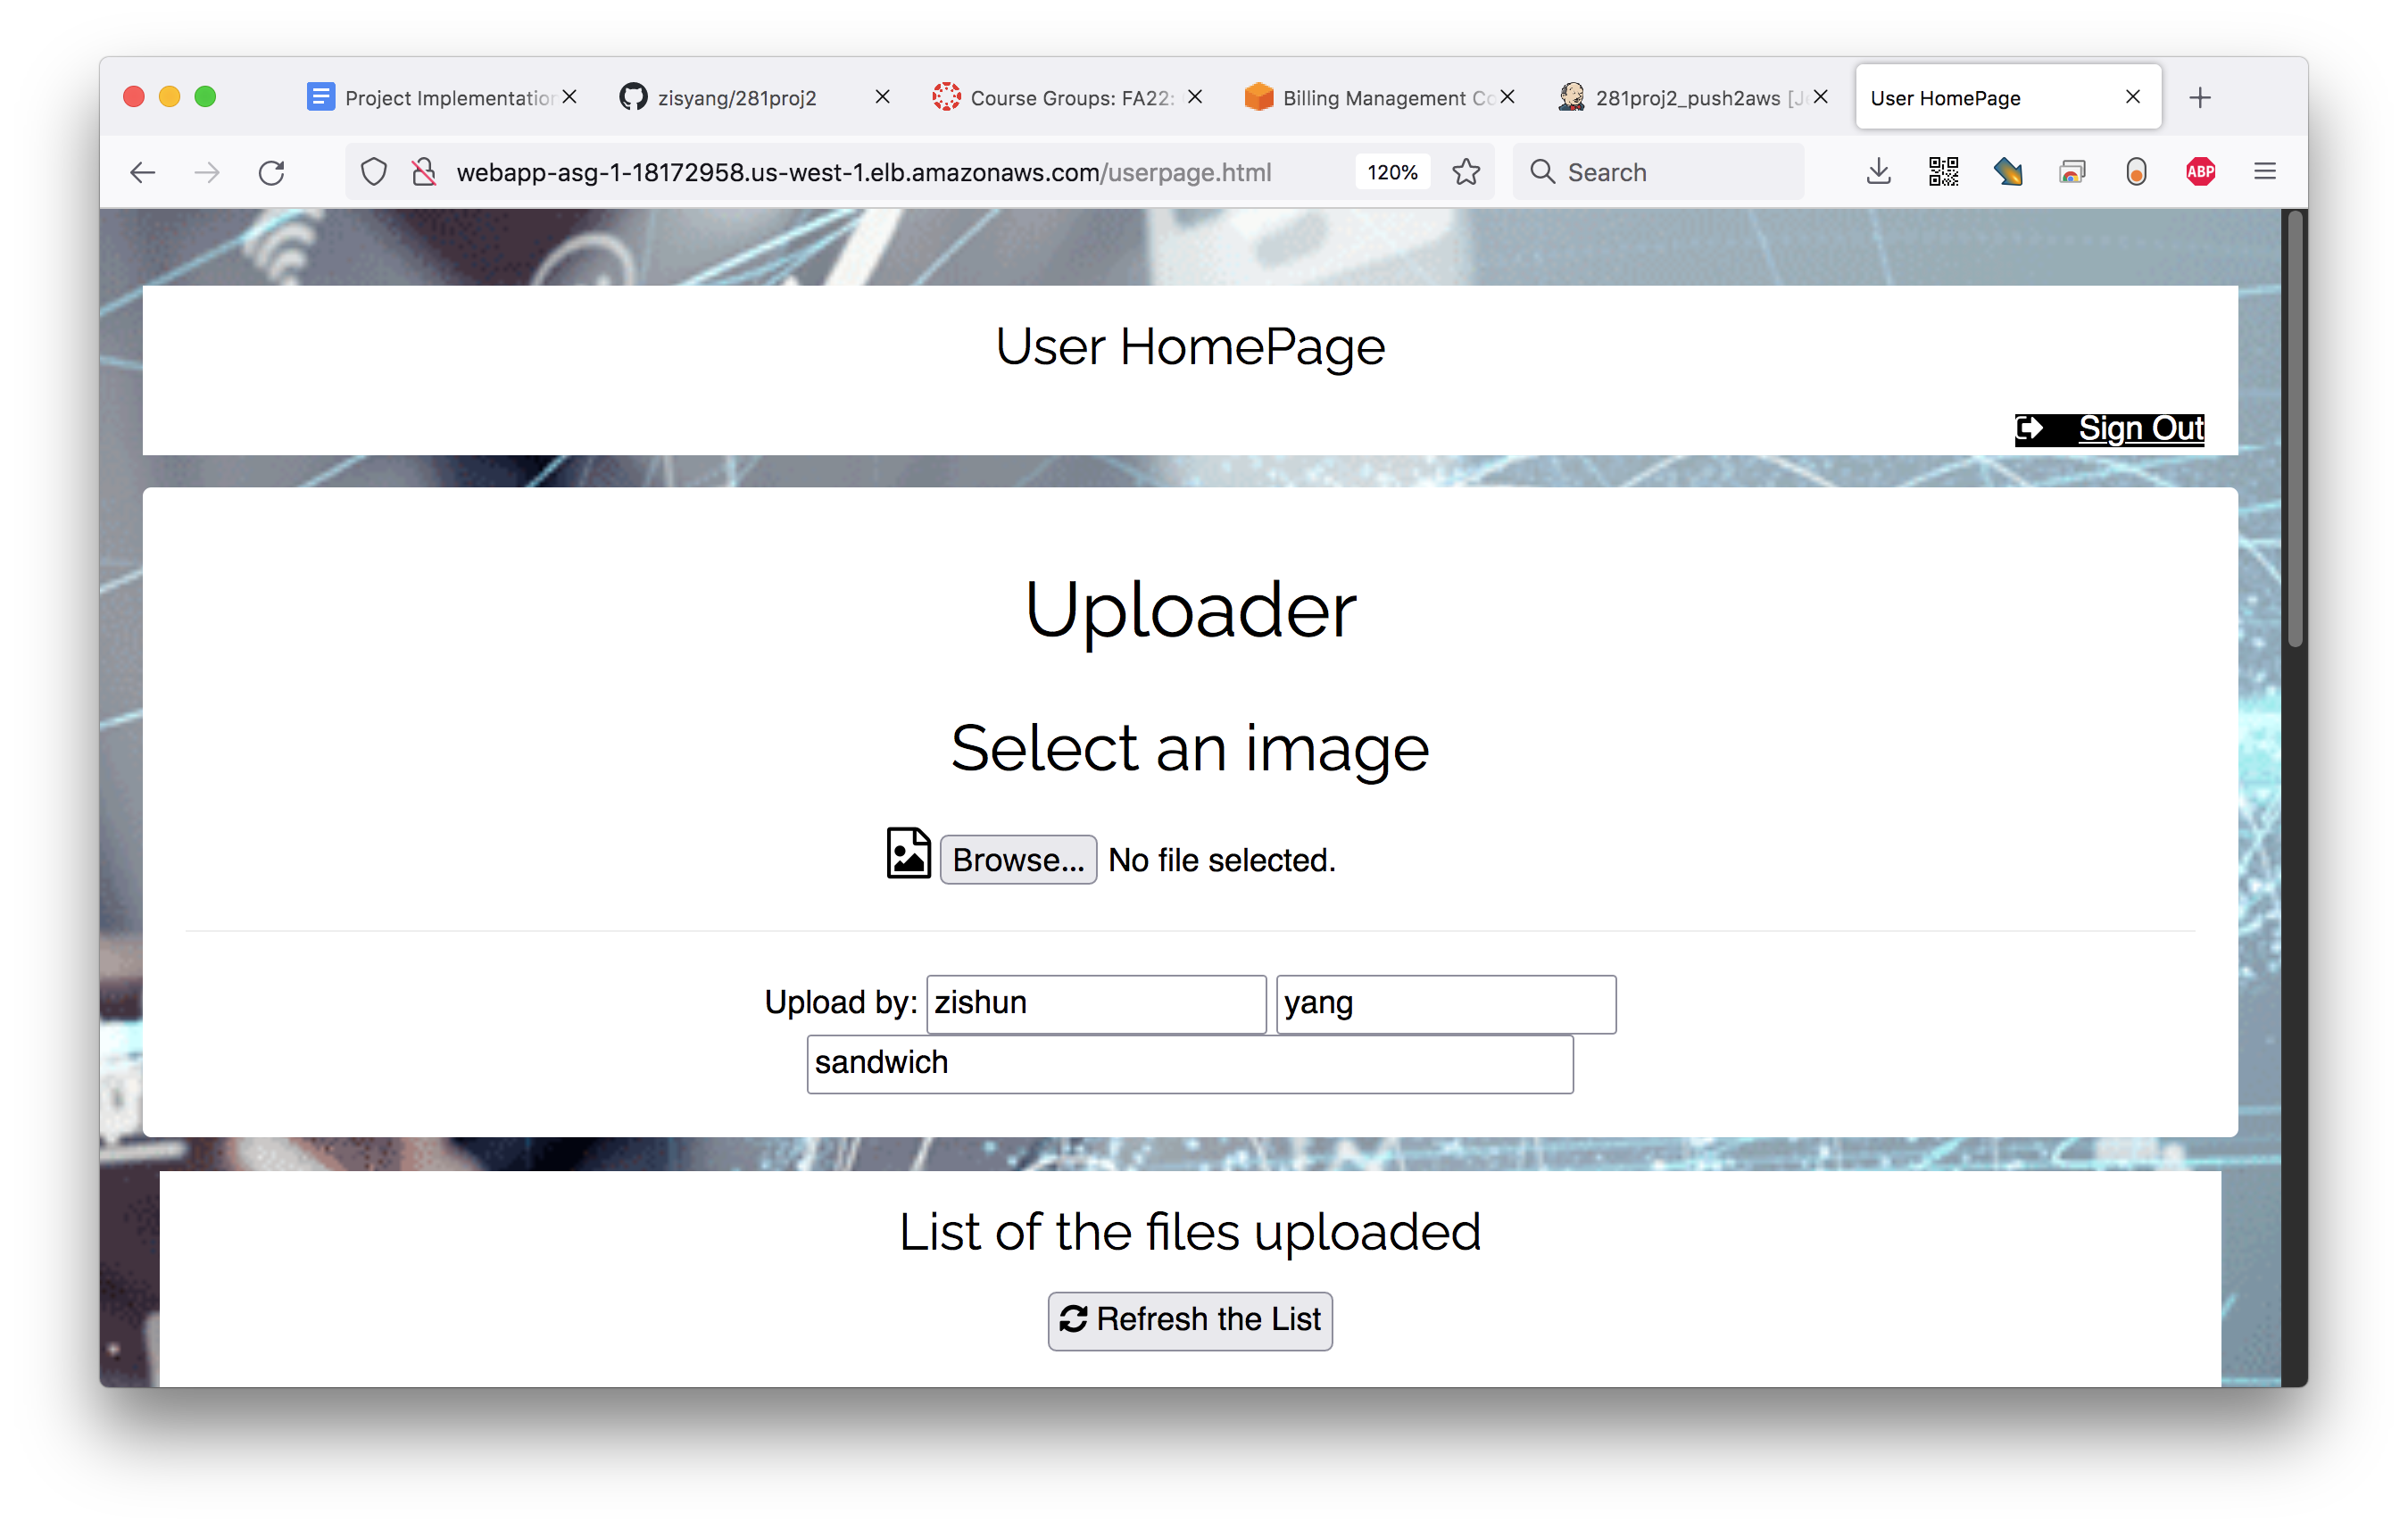 Project Implementation
zisyang/281proj2
Course Groups: FA22:
Billing Management Co
281proj2_push2aws [J
User HomePage
webapp-asg-1-18172958.us-west-1.elb.amazonaws.com/userpage.html
120%
Search
ABP
User HomePage
Sign Out
Uploader
Select an image
Browse... No file selected.
Upload by: zishun yang
sandwich
List of the files uploaded
Refresh the List